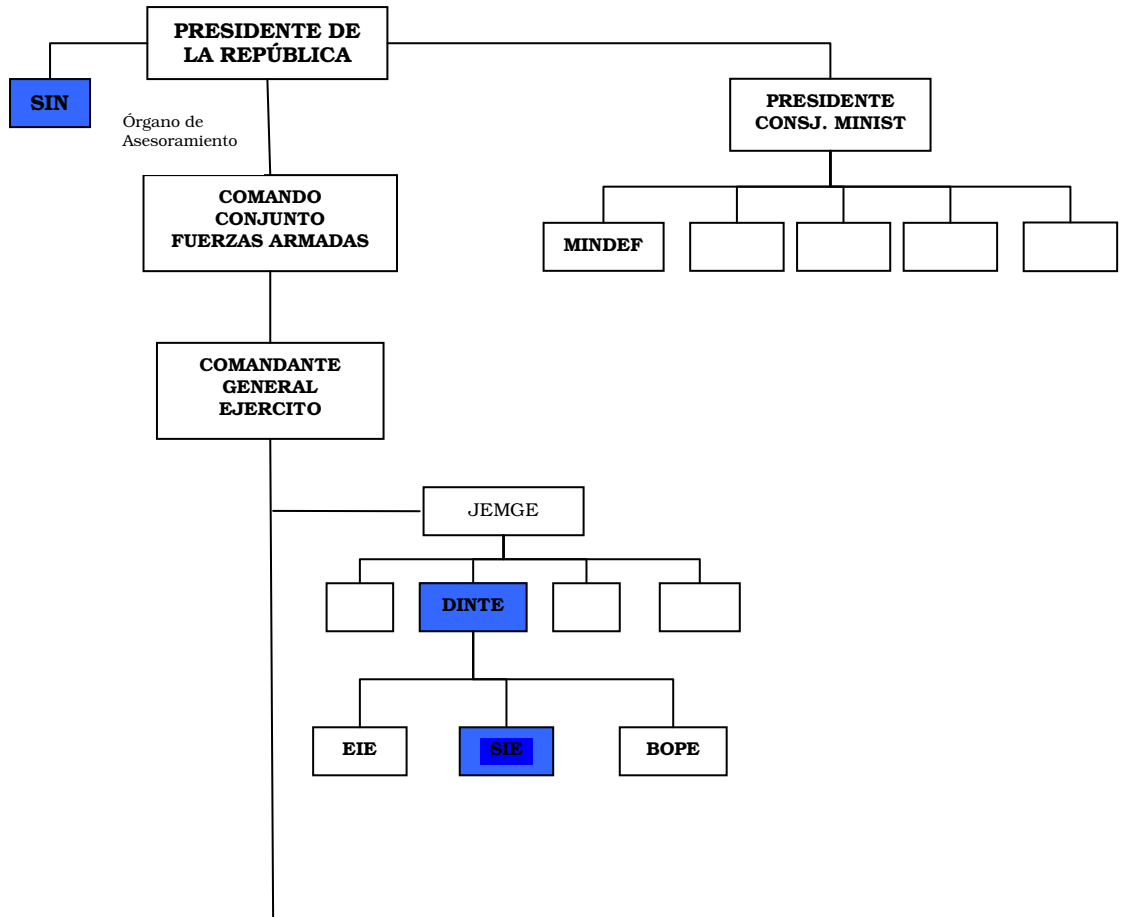 PRESIDENTE DE
LA REPÚBLICA
SIN
Órgano de
Asesoramiento
PRESIDENTE
CONSJ. MINIST
COMANDO
CONJUNTO
FUERZAS ARMADAS
MINDEF
COMANDANTE
GENERAL
EJERCITO
JEMGE
DINTE
EIE
SIE
BOPE